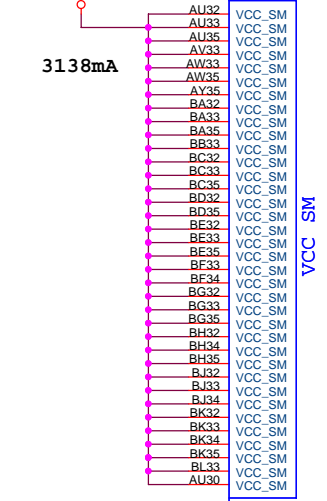 AU32 VCC_SM
AU33 VCC_SM
AU35 VCC_SM
AV33 VCC_SM
3138mA
AW33 VCC_SM
AW35 VCC_SM
AY35 VCC_SM
BA32 VCC_SM
BA33 VCC_SM
BA35 VCC_SM
BB33 VCC_SM
BC32 VCC_SM
BC33 VCC_SM
BC35 VCC_SM
BD32 VCC_SM
BD35 VCC_SM
BE32 VCC_SM
BE33 VCC_SM
BE35 VCC_SM
BF33 VCC_SM
BF34 VCC_SM
BG32 VCC_SM
BG33 VCC_SM
BG35 VCC_SM
BH32 VCC_SM
BH34 VCC_SM
BH35 VCC_SM
BJ32 VCC_SM
BJ33 VCC_SM
BJ34 VCC_SM
BK32 VCC_SM
BK33 VCC_SM
BK34 VCC_SM
BK35 VCC_SM
BL33 VCC_SM
AU30 VCC_SM
VCC SM